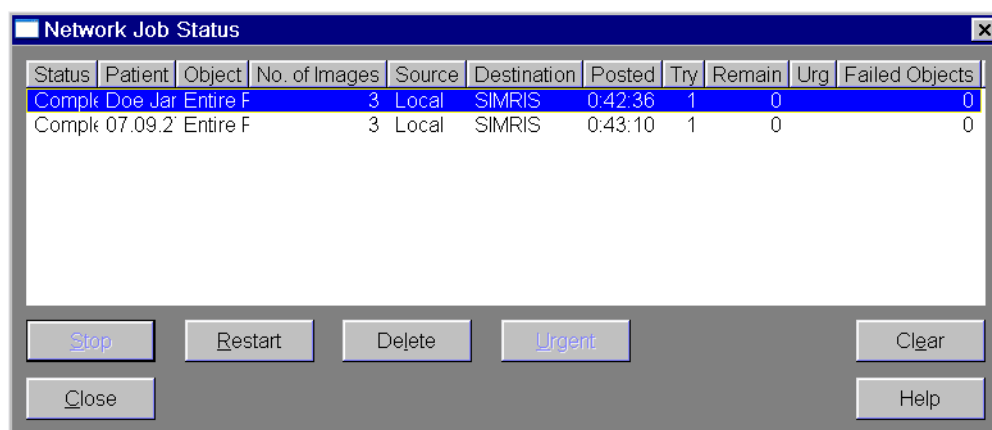 Network Job Status
Status Patient Object No. of Images Source Destination Posted Try Remain Urg Failed Objects
Comple Doe Jar Entire F 3 Local SIMRIS 0:42:36 1 0 0
Comple 07.09.2 Entire F 3 Local SIMRIS 0:43:10 1 0 0
Stop Restart Delete Urgent Clear
Close Help